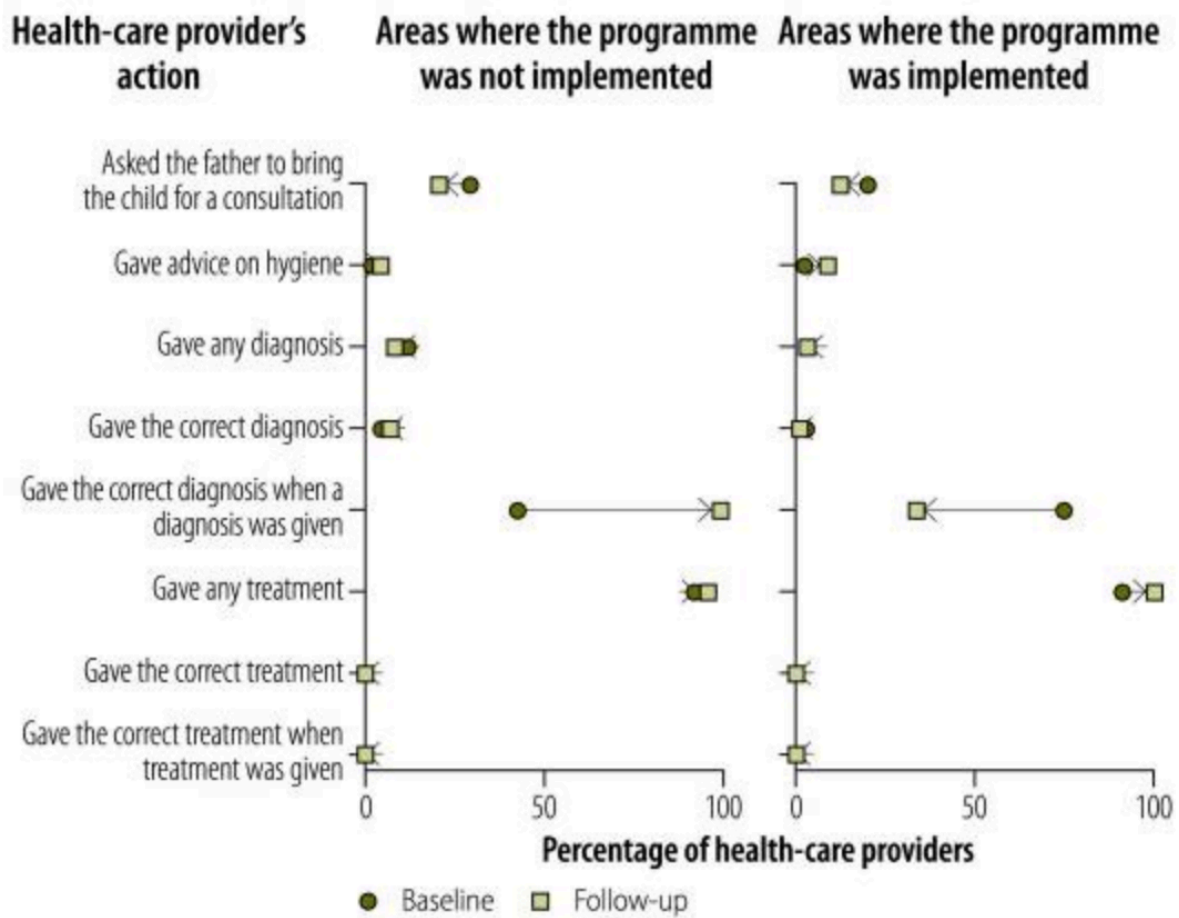 Health-care provider's
action
Areas where the programme
was not implemented
Areas where the programme
was implemented
Asked the father to bring
the child for a consultation
Gave advice on hygiene
Gave any diagnosis
Gave the correct diagnosis
Gave the correct diagnosis when a
diagnosis was given
Gave any treatment
Gave the correct treatment
Gave the correct treatment when
treatment was given
0 50 100 0 50 100
Percentage of health-care providers
Baseline Follow-up